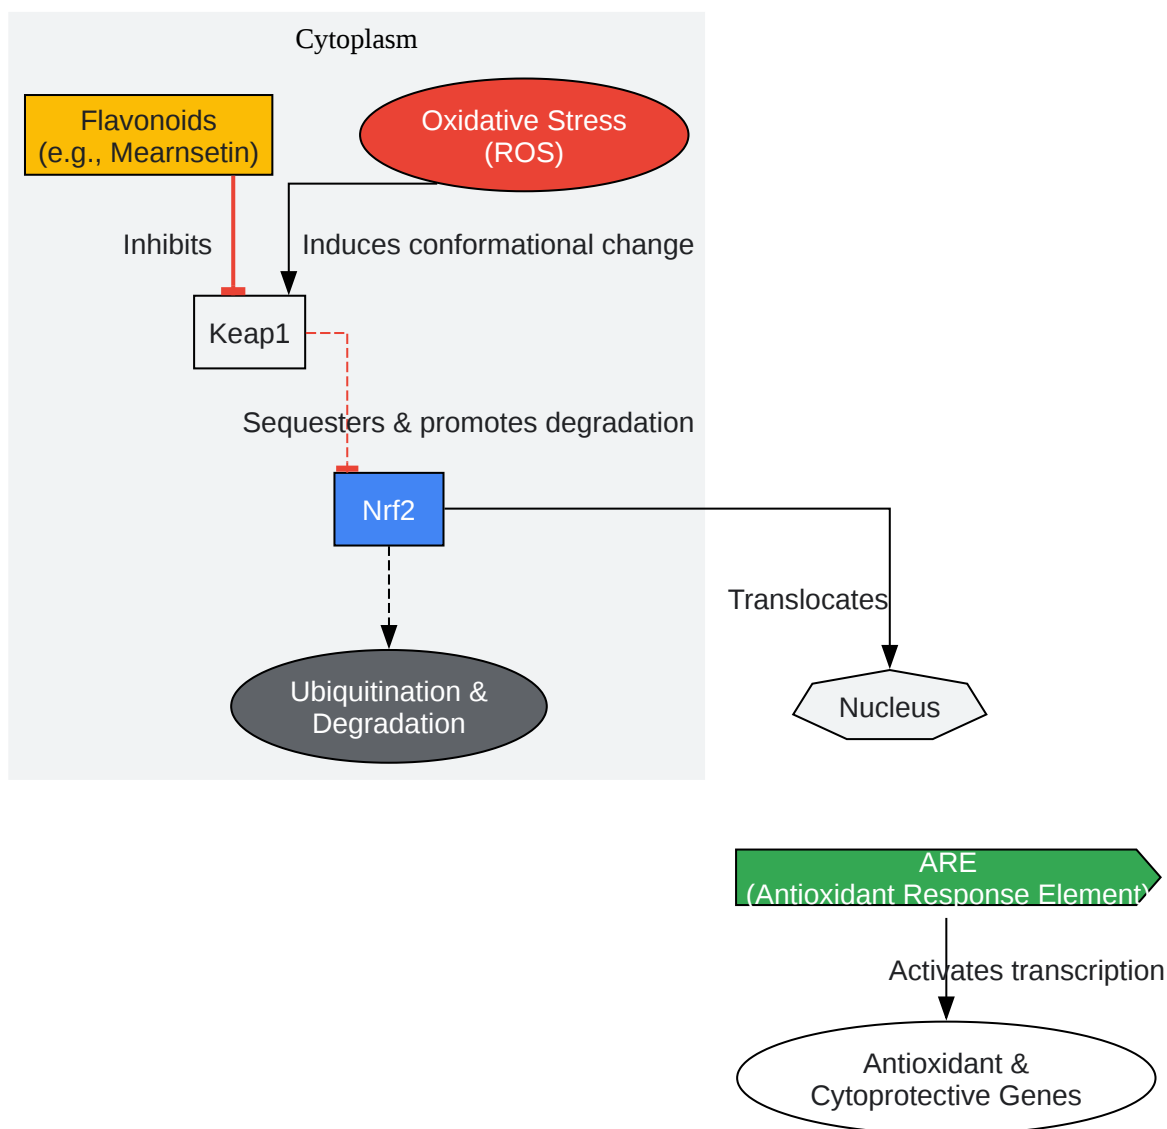 Cytoplasm
Flavonoids
(e.g., Mearnsetin)
Oxidative Stress
(ROS)
Inhibits
Induces conformational change
Keap1
Sequesters & promotes degradation
Nrf2
Translocates
Ubiquitination &
Degradation
Nucleus
ARE
(Antioxidant Response Element)
Activates transcription
Antioxidant &
Cytoprotective Genes